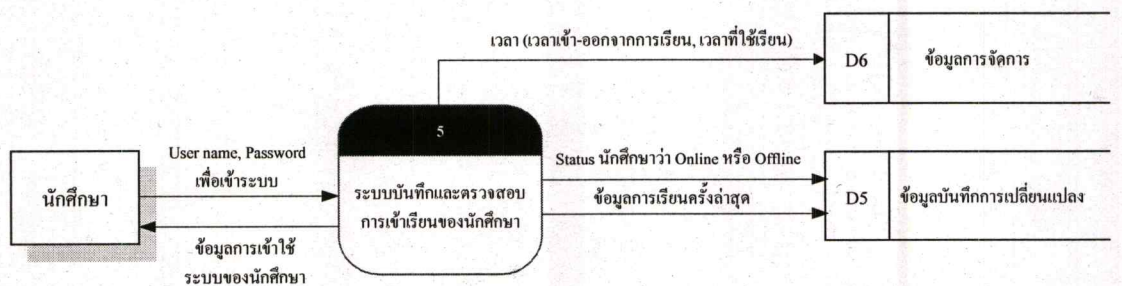 เวลา (เวลาเข้า-ออกจากการเรียน, เวลาที่ใช้เรียน)
D6 ข้อมูลการจัดการ
5
User name, Password
เพื่อเข้าระบบ
นักศึกษา
ระบบบันทึกและตรวจสอบ
การเข้าเรียนของนักศึกษา
Status นักศึกษาว่า Online หรือ Offline
ข้อมูลการเรียนครั้งล่าสุด
D5 ข้อมูลบันทึกการเปลี่ยนแปลง
ข้อมูลการเข้าใช้
ระบบของนักศึกษา